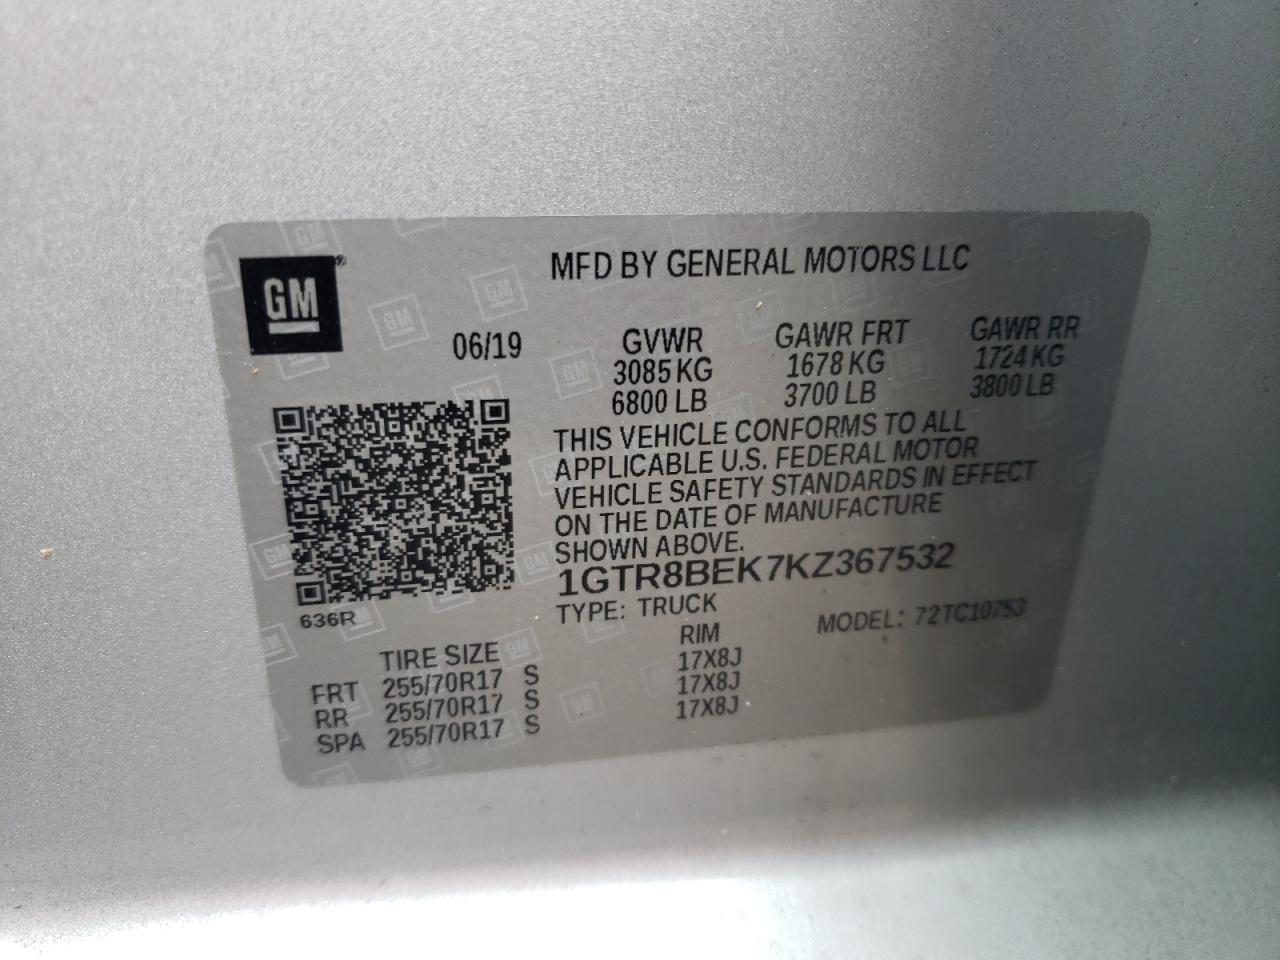 GM®
MFD BY GENERAL MOTORS LLC
06/19
GVWR GAWR FRT GAWR RR
3085 KG 1678 KG 1724 KG
6800 LB 3700 LB 3800 LB
THIS VEHICLE CONFORMS TO ALL
APPLICABLE U.S. FEDERAL MOTOR
VEHICLE SAFETY STANDARDS IN EFFECT
ON THE DATE OF MANUFACTURE
SHOWN ABOVE.
1GTR8BEK7KZ367532
636R
TYPE: TRUCK MODEL: 72TC10753
TIRE SIZE RIM
FRT 255/70R17 S 17X8J
RR 255/70R17 S 17X8J
SPA 255/70R17 S 17X8J